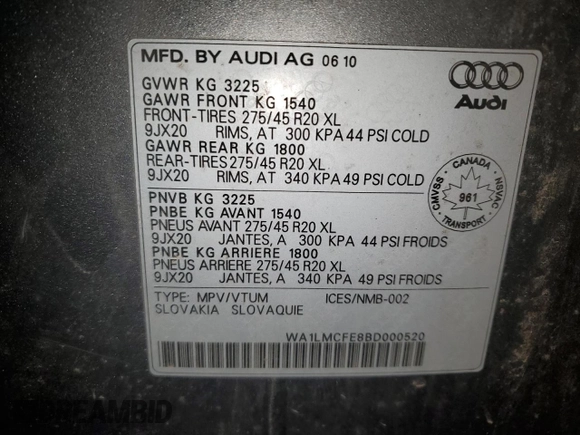 MFD. BY AUDI AG 06 10
GVWR KG 3225
GAWR FRONT KG 1540
FRONT-TIRES 275/45 R20 XL
9JX20 RIMS, AT 300 KPA 44 PSI COLD
GAWR REAR KG 1800
REAR-TIRES 275/45 R20 XL
9JX20 RIMS, AT 340 KPA 49 PSI COLD
PNVB KG 3225
PNBE KG AVANT 1540
PNEUS AVANT 275/45 R20 XL
9JX20 JANTES, A 300 KPA 44 PSI FROIDS
PNBE KG ARRIERE 1800
PNEUS ARRIERE 275/45 R20 XL
9JX20 JANTES, A 340 KPA 49 PSI FROIDS
TYPE: MPV/VTUM ICES/NMB-002
SLOVAKIA SLOVAQUIE
WA1LMCFE8BD000520
Audi
CANADA
CMVSS
961
NSVAC
TRANSPORT
DREAMBID